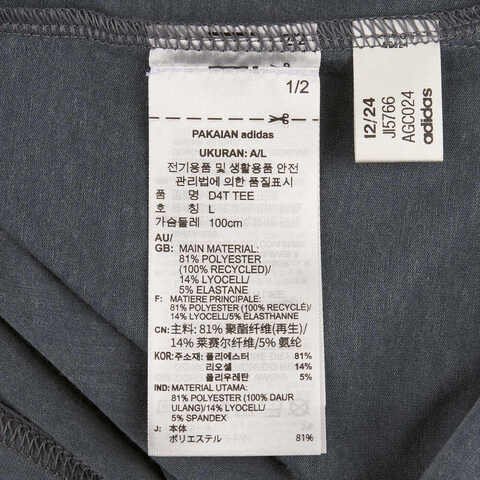 1/2
PAKAIAN adidas
UKURAN: A/L
전기용품 및 생활용품 안전
관리법에 의한 품질표시
품 명 D4T TEE
호 칭 L
가슴둘레 100cm
AU/
GB: MAIN MATERIAL:
81% POLYESTER
(100% RECYCLED)/
14% LYOCELL/
5% ELASTANE
F: MATIERE PRINCIPALE:
81% POLYESTER (100% RECYCLÉ)/
14% LYOCELL/5% ÉLASTHANNE
CN: 主料: 81% 聚酯纤维(再生)/
14% 莱赛尔纤维/5% 氨纶
KOR: 주소재: 폴리에스터 81%
리오셀 14%
폴리우레탄 5%
IND: MATERIAL UTAMA:
81% POLYESTER (100% DAUR
ULANG)/14% LYOCELL/
5% SPANDEX
J: 本体
ポリエステル 81%
12/24
JI5766
AGC024
adidas